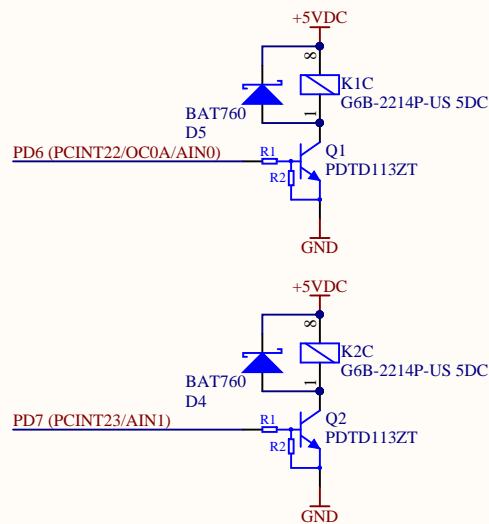 +5VDC
8
K1C
G6B-2214P-US 5DC
BAT760
D5
1
PD6 (PCINT22/OC0A/AIN0)
R1
Q1
R2
PDTD113ZT
GND
+5VDC
8
K2C
G6B-2214P-US 5DC
BAT760
D4
1
PD7 (PCINT23/AIN1)
R1
Q2
R2
PDTD113ZT
GND